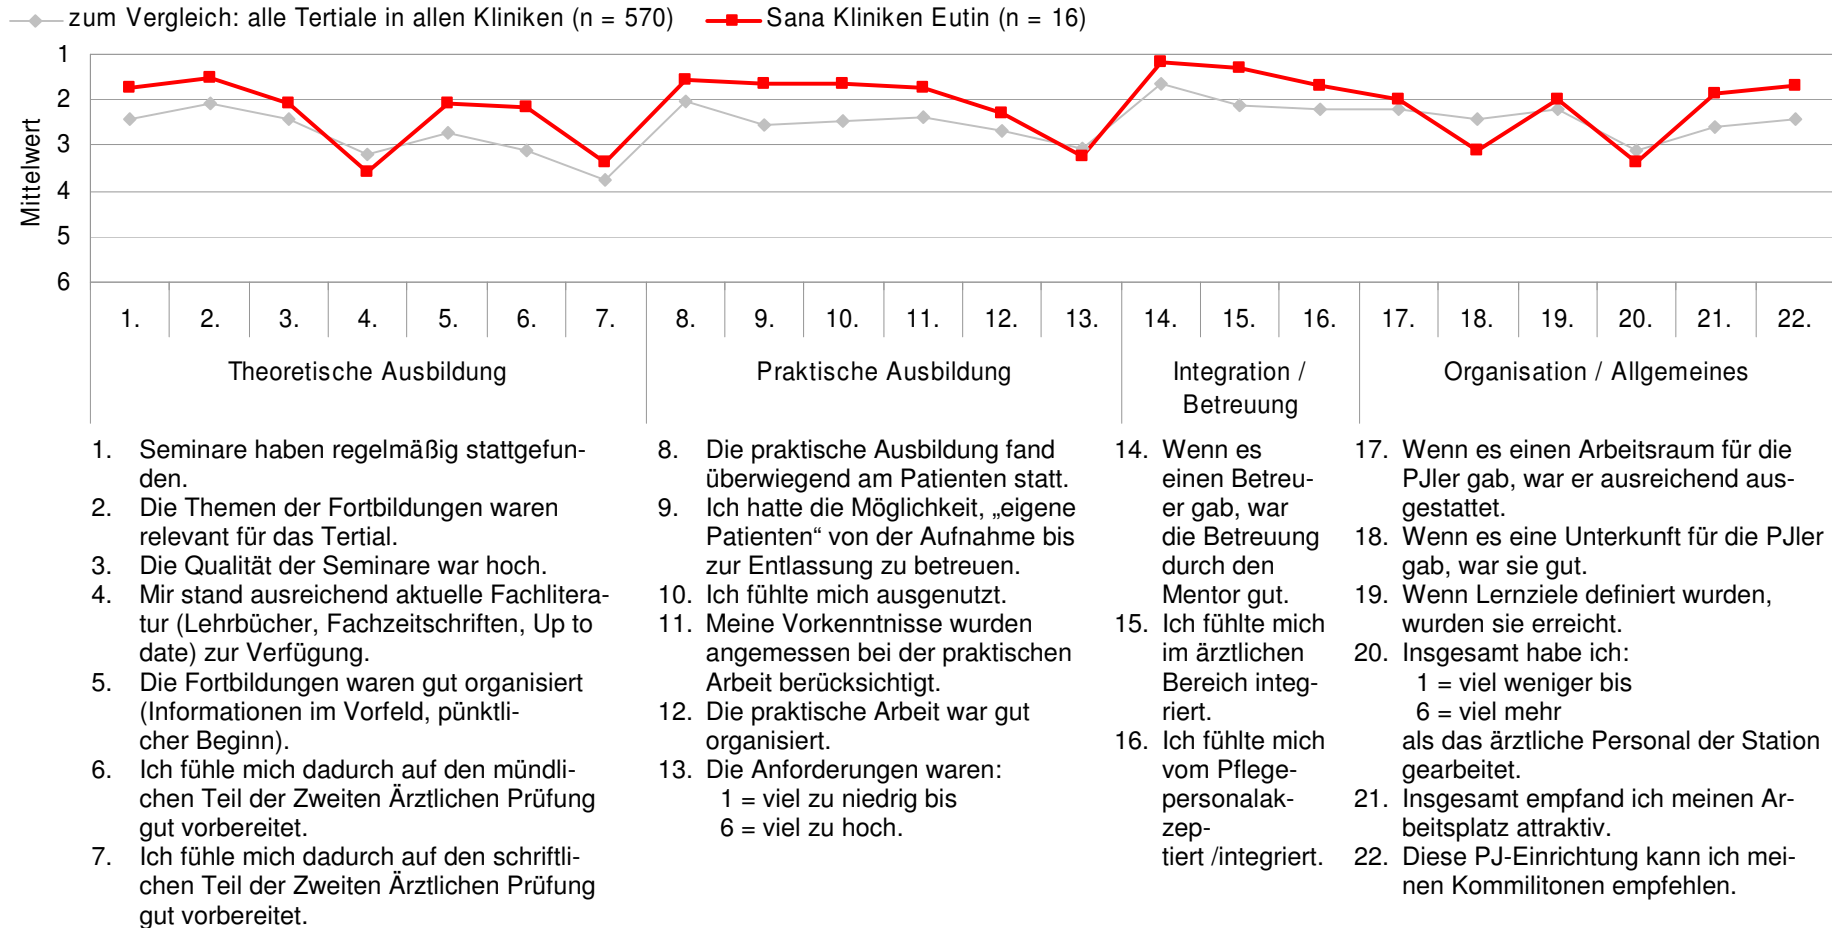 zum Vergleich: alle Tertiale in allen Kliniken (n = 570)
Sana Kliniken Eutin (n = 16)
Mittelwert
1
2
3
4
5
6
1. 2. 3. 4. 5. 6. 7. 8. 9. 10. 11. 12. 13. 14. 15. 16. 17. 18. 19. 20. 21. 22.
Theoretische Ausbildung
Praktische Ausbildung
Integration /
Betreuung
Organisation / Allgemeines
1. Seminare haben regelmäßig stattgefun-
den.
2. Die Themen der Fortbildungen waren
relevant für das Tertial.
3. Die Qualität der Seminare war hoch.
4. Mir stand ausreichend aktuelle Fachlitera-
tur (Lehrbücher, Fachzeitschriften, Up to
date) zur Verfügung.
5. Die Fortbildungen waren gut organisiert
(Informationen im Vorfeld, pünktli-
cher Beginn).
6. Ich fühle mich dadurch auf den mündli-
chen Teil der Zweiten Ärztlichen Prüfung
gut vorbereitet.
7. Ich fühle mich dadurch auf den schriftli-
chen Teil der Zweiten Ärztlichen Prüfung
gut vorbereitet.
8. Die praktische Ausbildung fand
überwiegend am Patienten statt.
9. Ich hatte die Möglichkeit, „eigene
Patienten“ von der Aufnahme bis
zur Entlassung zu betreuen.
10. Ich fühlte mich ausgenutzt.
11. Meine Vorkenntnisse wurden
angemessen bei der praktischen
Arbeit berücksichtigt.
12. Die praktische Arbeit war gut
organisiert.
13. Die Anforderungen waren:
1 = viel zu niedrig bis
6 = viel zu hoch.
14. Wenn es
einen Betreu-
er gab, war
die Betreuung
durch den
Mentor gut.
15. Ich fühlte mich
im ärztlichen
Bereich integ-
riert.
16. Ich fühlte mich
vom Pflege-
personalak-
zep-
tiert /integriert.
17. Wenn es einen Arbeitsraum für die
PJler gab, war er ausreichend aus-
gestattet.
18. Wenn es eine Unterkunft für die PJler
gab, war sie gut.
19. Wenn Lernziele definiert wurden,
wurden sie erreicht.
20. Insgesamt habe ich:
1 = viel weniger bis
6 = viel mehr
als das ärztliche Personal der Station
gearbeitet.
21. Insgesamt empfand ich meinen Ar-
beitsplatz attraktiv.
22. Diese PJ-Einrichtung kann ich mei-
nen Kommilitonen empfehlen.